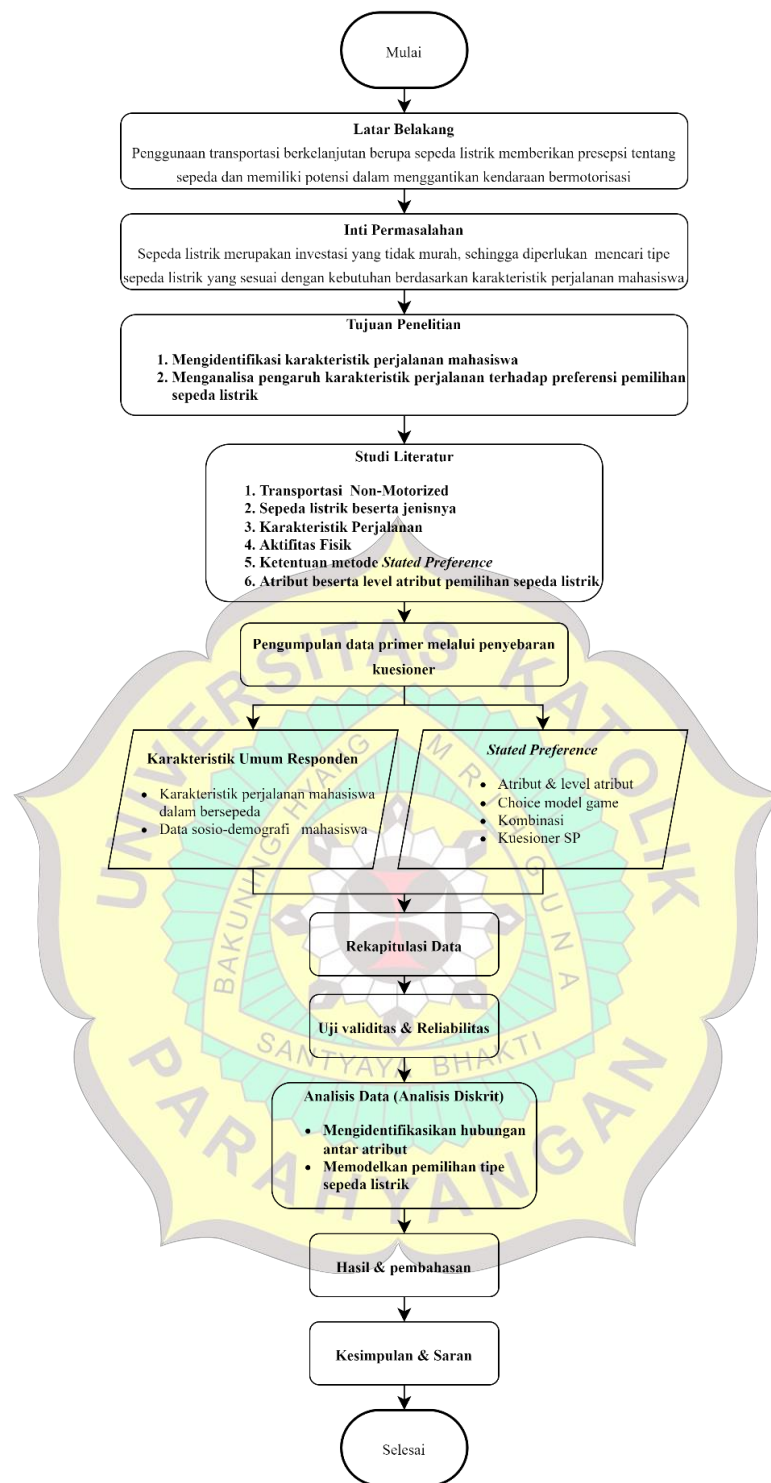 Mulai
Latar Belakang
Penggunaan transportasi berkelanjutan berupa sepeda listrik memberikan presepsi tentang
sepeda dan memiliki potensi dalam menggantikan kendaraan bermotorisasi
Inti Permasalahan
Sepeda listrik merupakan investasi yang tidak murah, sehingga diperlukan mencari tipe
sepeda listrik yang sesuai dengan kebutuhan berdasarkan karakteristik perjalanan mahasiswa
Tujuan Penelitian
1. Mengidentifikasi karakteristik perjalanan mahasiswa
2. Menganalisa pengaruh karakteristik perjalanan terhadap preferensi pemilihan
sepeda listrik
Studi Literatur
1. Transportasi Non-Motorized
2. Sepeda listrik beserta jenisnya
3. Karakteristik Perjalanan
4. Aktifitas Fisik
5. Ketentuan metode Stated Preference
6. Atribut beserta level atribut pemilihan sepeda listrik
Pengumpulan data primer melalui penyebaran
kuesioner
Karakteristik Umum Responden
• Karakteristik perjalanan mahasiswa
dalam bersepeda
• Data sosio-demografi mahasiswa
Stated Preference
• Atribut & level atribut
• Choice model game
• Kombinasi
• Kuesioner SP
Rekapitulasi Data
Uji validitas & Reliabilitas
Analisis Data (Analisis Diskrit)
• Mengidentifikasikan hubungan
antar atribut
• Memodelkan pemilihan tipe
sepeda listrik
Hasil & pembahasan
Kesimpulan & Saran
Selesai
UNIVERSITAS KATOLIK
PARAHYANGAN
BAKUNING HYANG MRIH GUNA
SANTYAYA BHAKTI